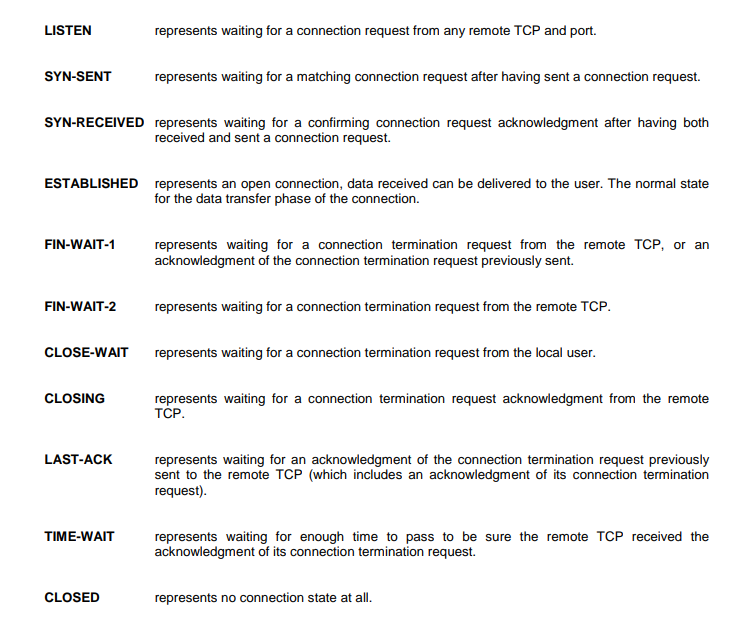 LISTEN represents waiting for a connection request from any remote TCP and port.
SYN-SENT represents waiting for a matching connection request after having sent a connection request.
SYN-RECEIVED represents waiting for a confirming connection request acknowledgment after having both
received and sent a connection request.
ESTABLISHED represents an open connection, data received can be delivered to the user. The normal state
for the data transfer phase of the connection.
FIN-WAIT-1 represents waiting for a connection termination request from the remote TCP, or an
acknowledgment of the connection termination request previously sent.
FIN-WAIT-2 represents waiting for a connection termination request from the remote TCP.
CLOSE-WAIT represents waiting for a connection termination request from the local user.
CLOSING represents waiting for a connection termination request acknowledgment from the remote
TCP.
LAST-ACK represents waiting for an acknowledgment of the connection termination request previously
sent to the remote TCP (which includes an acknowledgment of its connection termination
request).
TIME-WAIT represents waiting for enough time to pass to be sure the remote TCP received the
acknowledgment of its connection termination request.
CLOSED represents no connection state at all.